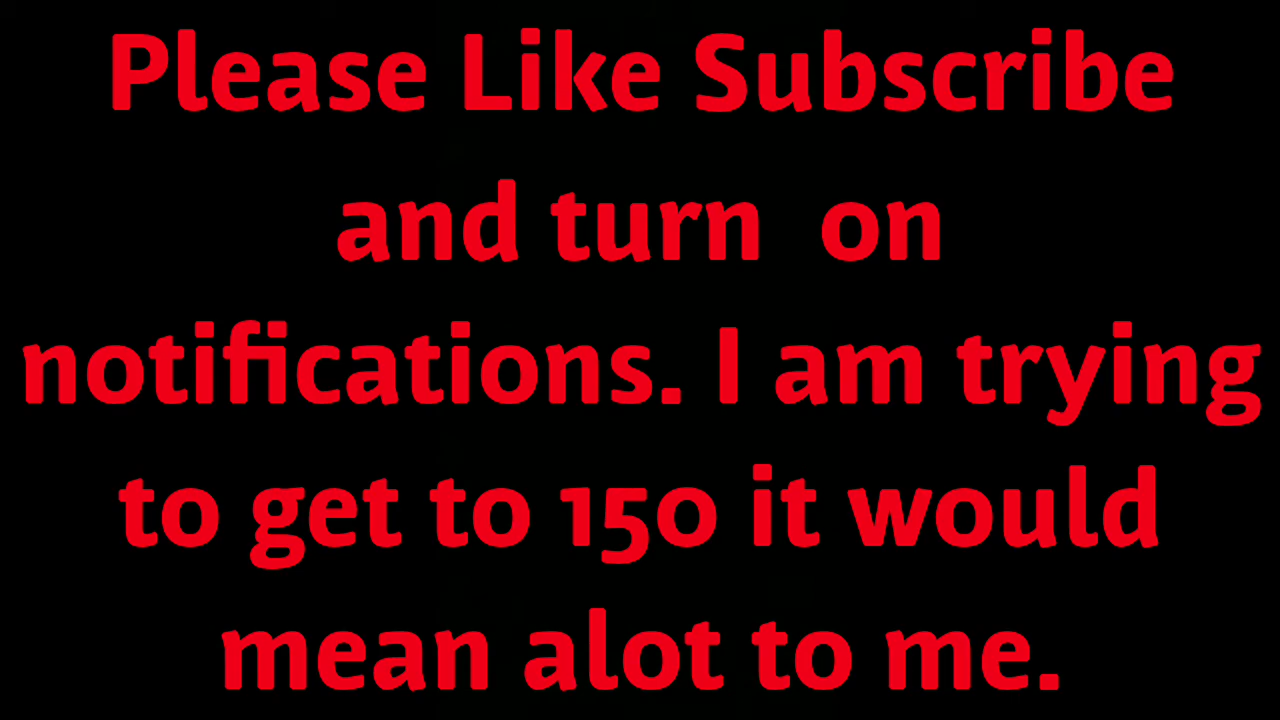 Please Like Subscribe
and turn  on
notifications. I am trying
to get to 150 it would
mean alot to me.